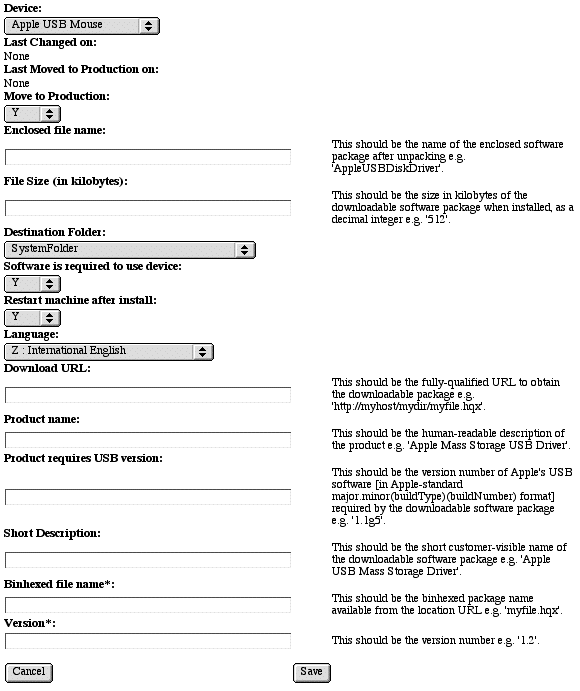 Device:
Apple USB Mouse
Last Changed on:
None
Last Moved to Production on:
None
Move to Production:
Y
Enclosed file name:
This should be the name of the enclosed software
package after unpacking e.g.
'AppleUSBDiskDriver'.
File Size (in kilobytes):
This should be the size in kilobytes of the
downloadable software package when installed, as a
decimal integer e.g. '512'.
Destination Folder:
SystemFolder
Software is required to use device:
Y
Restart machine after install:
Y
Language:
Z : International English
Download URL:
This should be the fully-qualified URL to obtain
the downloadable package e.g.
'http://myhost/mydir/myfile.hqx'.
Product name:
This should be the human-readable description of
the product e.g. 'Apple Mass Storage USB Driver'.
Product requires USB version:
This should be the version number of Apple's USB
software [in Apple-standard
major.minor(buildType)(buildNumber) format]
required by the downloadable software package
e.g. '1.1g5'.
Short Description:
This should be the short customer-visible name of
the downloadable software package e.g. 'Apple
USB Mass Storage Driver'.
Binhexed file name*:
This should be the binhexed package name
available from the location URL e.g. 'myfile.hqx'.
Version*:
This should be the version number e.g. '1.2'.
Cancel
Save